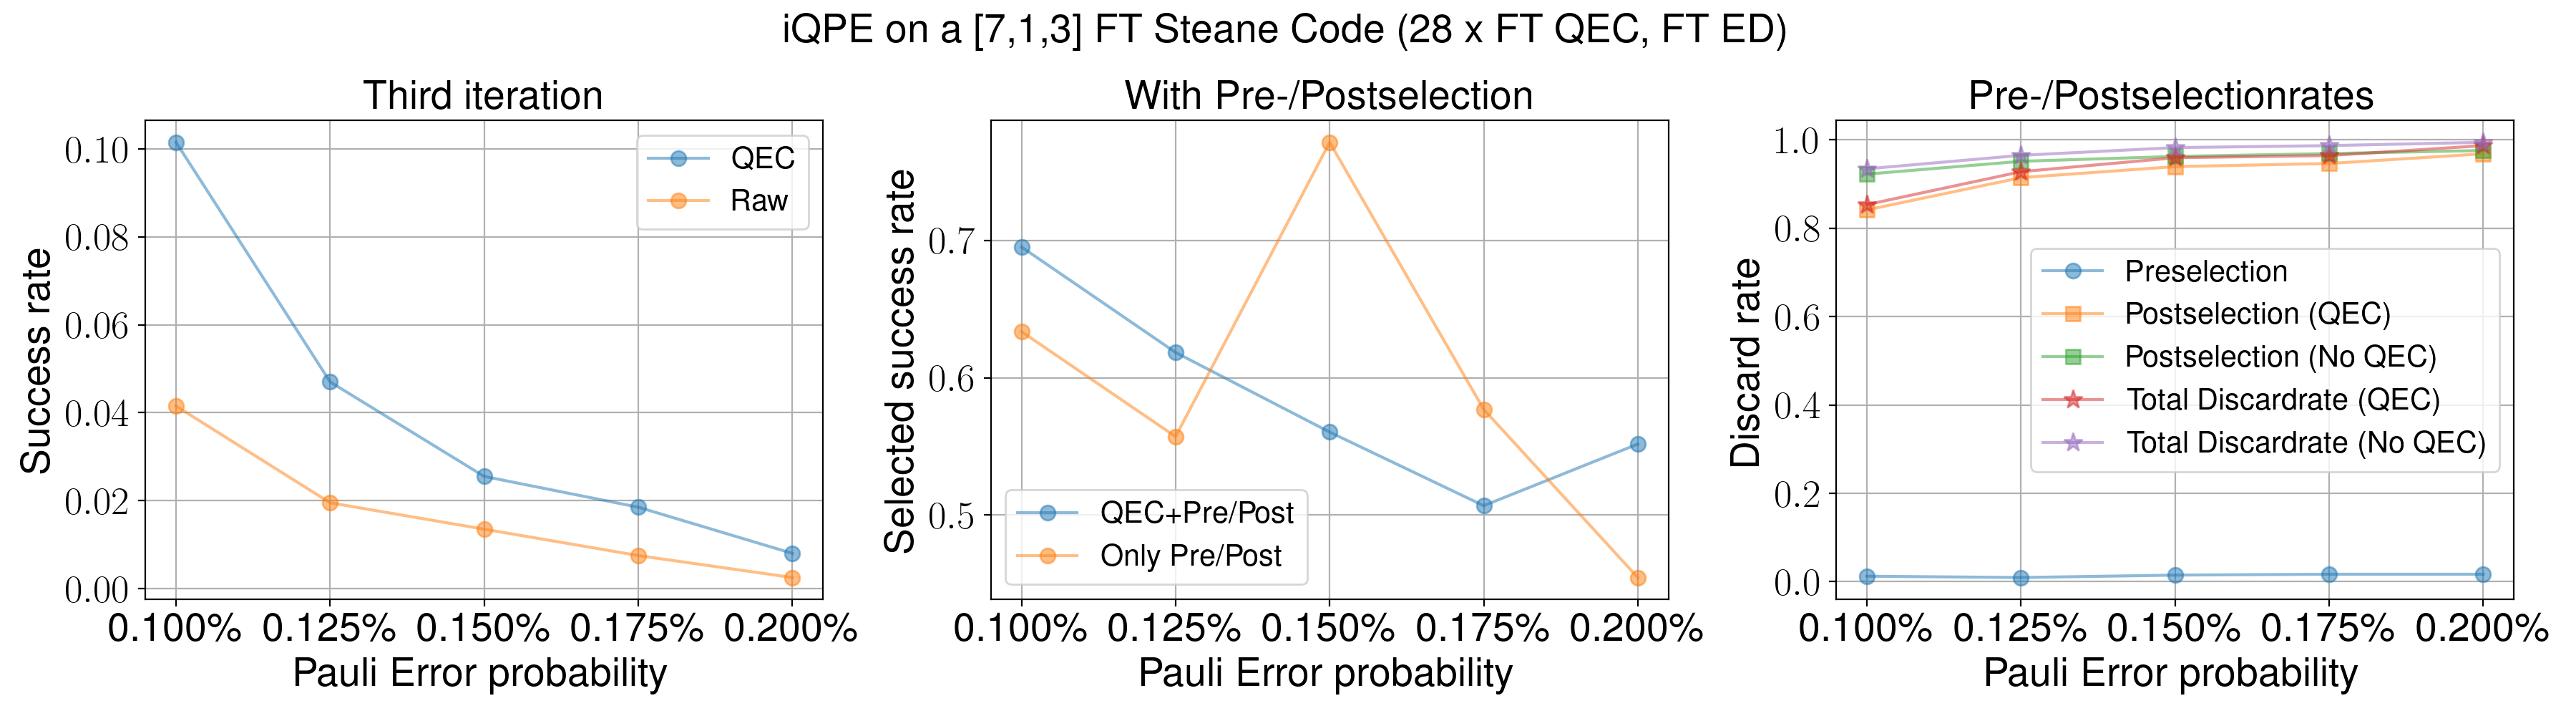 iQPE on a [7,1,3] FT Steane Code (28 x FT QEC, FT ED)
Third iteration
Success rate
0.10
0.08
0.06
0.04
0.02
0.00
QEC
Raw
0.100% 0.125% 0.150% 0.175% 0.200%
Pauli Error probability
With Pre-/Postselection
Selected success rate
0.7
0.6
0.5
QEC+Pre/Post
Only Pre/Post
0.100% 0.125% 0.150% 0.175% 0.200%
Pauli Error probability
Pre-/Postselectionrates
Discard rate
1.0
0.8
0.6
0.4
0.2
0.0
Preselection
Postselection (QEC)
Postselection (No QEC)
Total Discardrate (QEC)
Total Discardrate (No QEC)
0.100% 0.125% 0.150% 0.175% 0.200%
Pauli Error probability